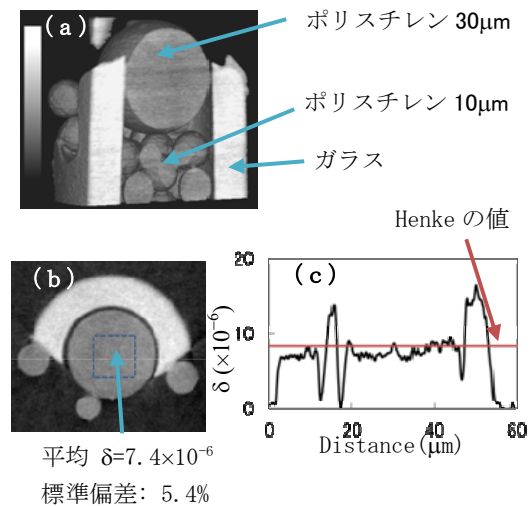 (a)
ポリスチレン 30μm
ポリスチレン 10μm
ガラス
Henke の値
(b)
(c)
20
10
0
δ(×10⁻⁶)
0
20
40
60
Distance(μm)
平均 δ=7.4×10⁻⁶
標準偏差: 5.4%